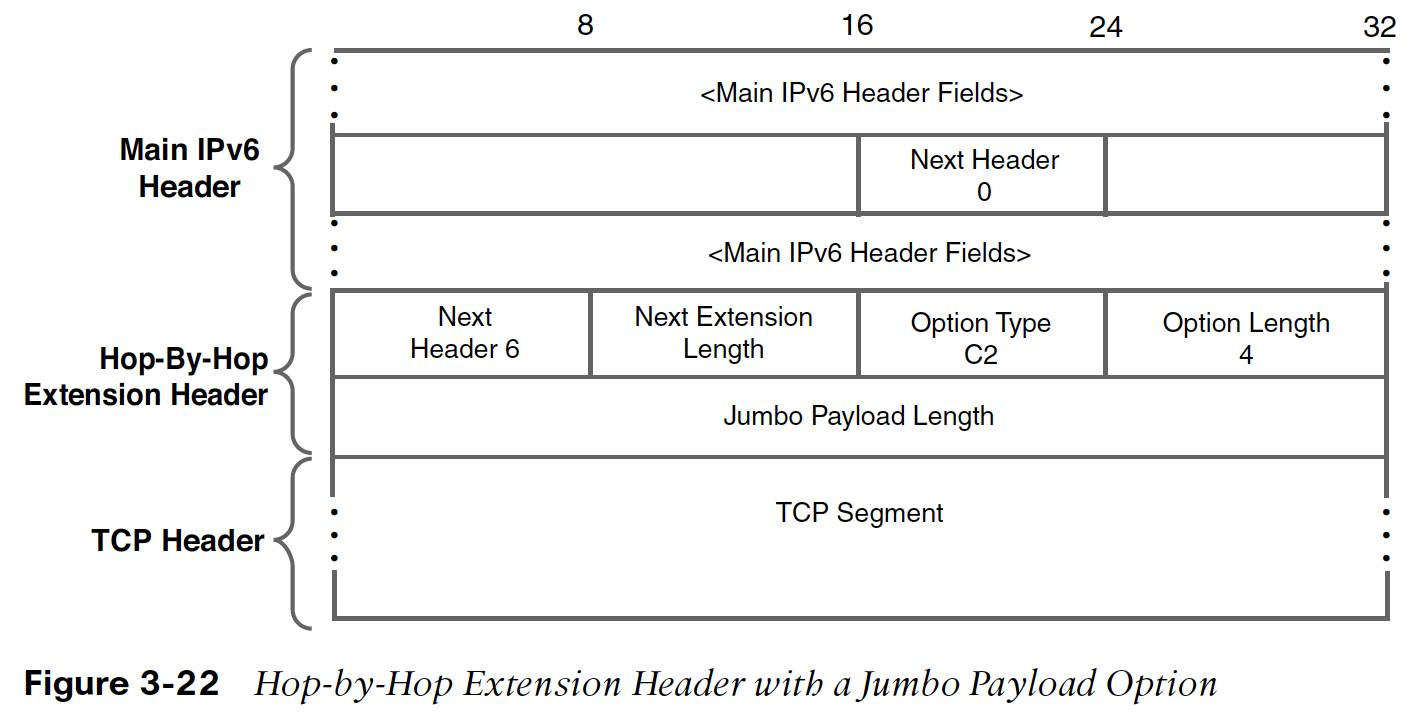 8 16 24 32
<Main IPv6 Header Fields>
Main IPv6
Header
Next Header
0
<Main IPv6 Header Fields>
Hop-By-Hop
Extension Header
Next
Header 6
Next Extension
Length
Option Type
C2
Option Length
4
Jumbo Payload Length
TCP Header
TCP Segment
Figure 3-22 Hop-by-Hop Extension Header with a Jumbo Payload Option